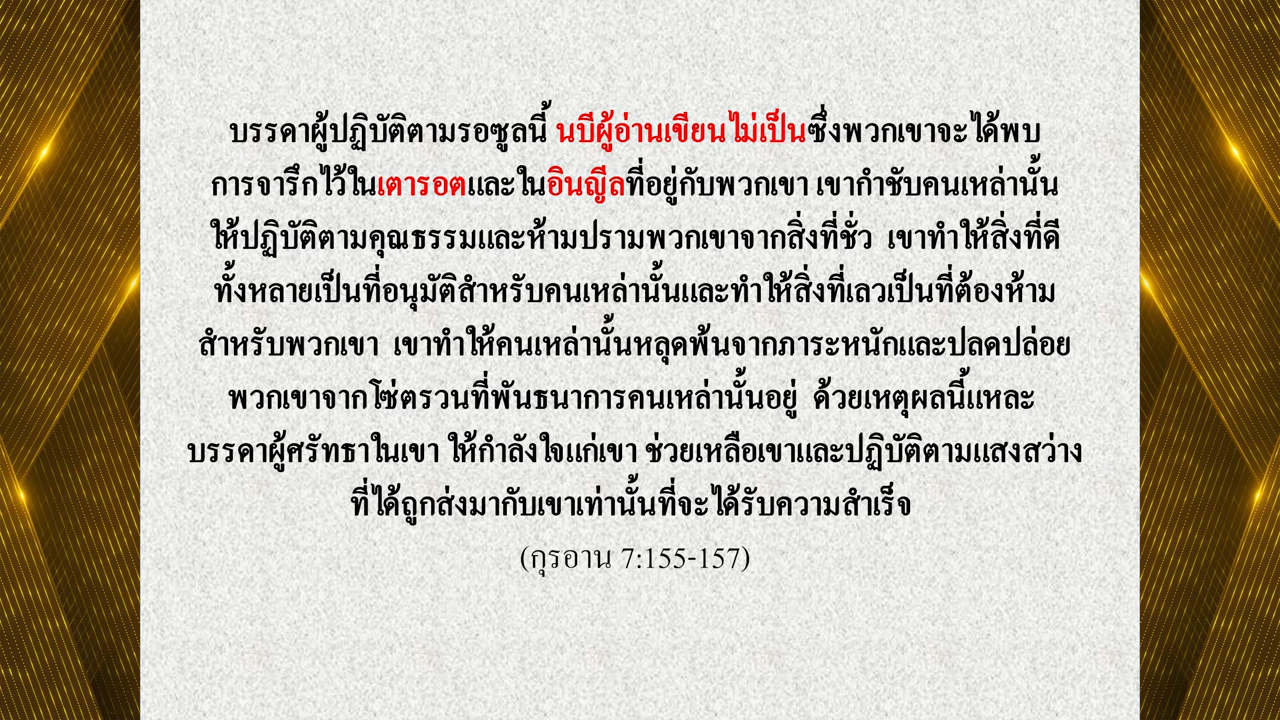 บรรดาผู้ปฏิบัติตามรอซูลนี้ นบีผู้อ่านเขียนไม่เป็นซึ่งพวกเขาจะได้พบ
การจารึกไว้ในเตารอตและในอินญีลที่อยู่กับพวกเขา เขากำชับคนเหล่านั้น
ให้ปฏิบัติตามคุณธรรมและห้ามปรามพวกเขาจากสิ่งที่ชั่ว เขาทำให้สิ่งที่ดี
ทั้งหลายเป็นที่อนุมัติสำหรับคนเหล่านั้นและทำให้สิ่งที่เลวเป็นที่ต้องห้าม
สำหรับพวกเขา เขาทำให้คนเหล่านั้นหลุดพ้นจากภาระหนักและปลดปล่อย
พวกเขาจากโซ่ตรวนที่พันธนาการคนเหล่านั้นอยู่ ด้วยเหตุผลนี้แหละ
บรรดาผู้ศรัทธาในเขา ให้กำลังใจแก่เขา ช่วยเหลือเขาและปฏิบัติตามแสงสว่าง
ที่ได้ถูกส่งมากับเขาเท่านั้นที่จะได้รับความสำเร็จ
(กุรอาน 7:155-157)